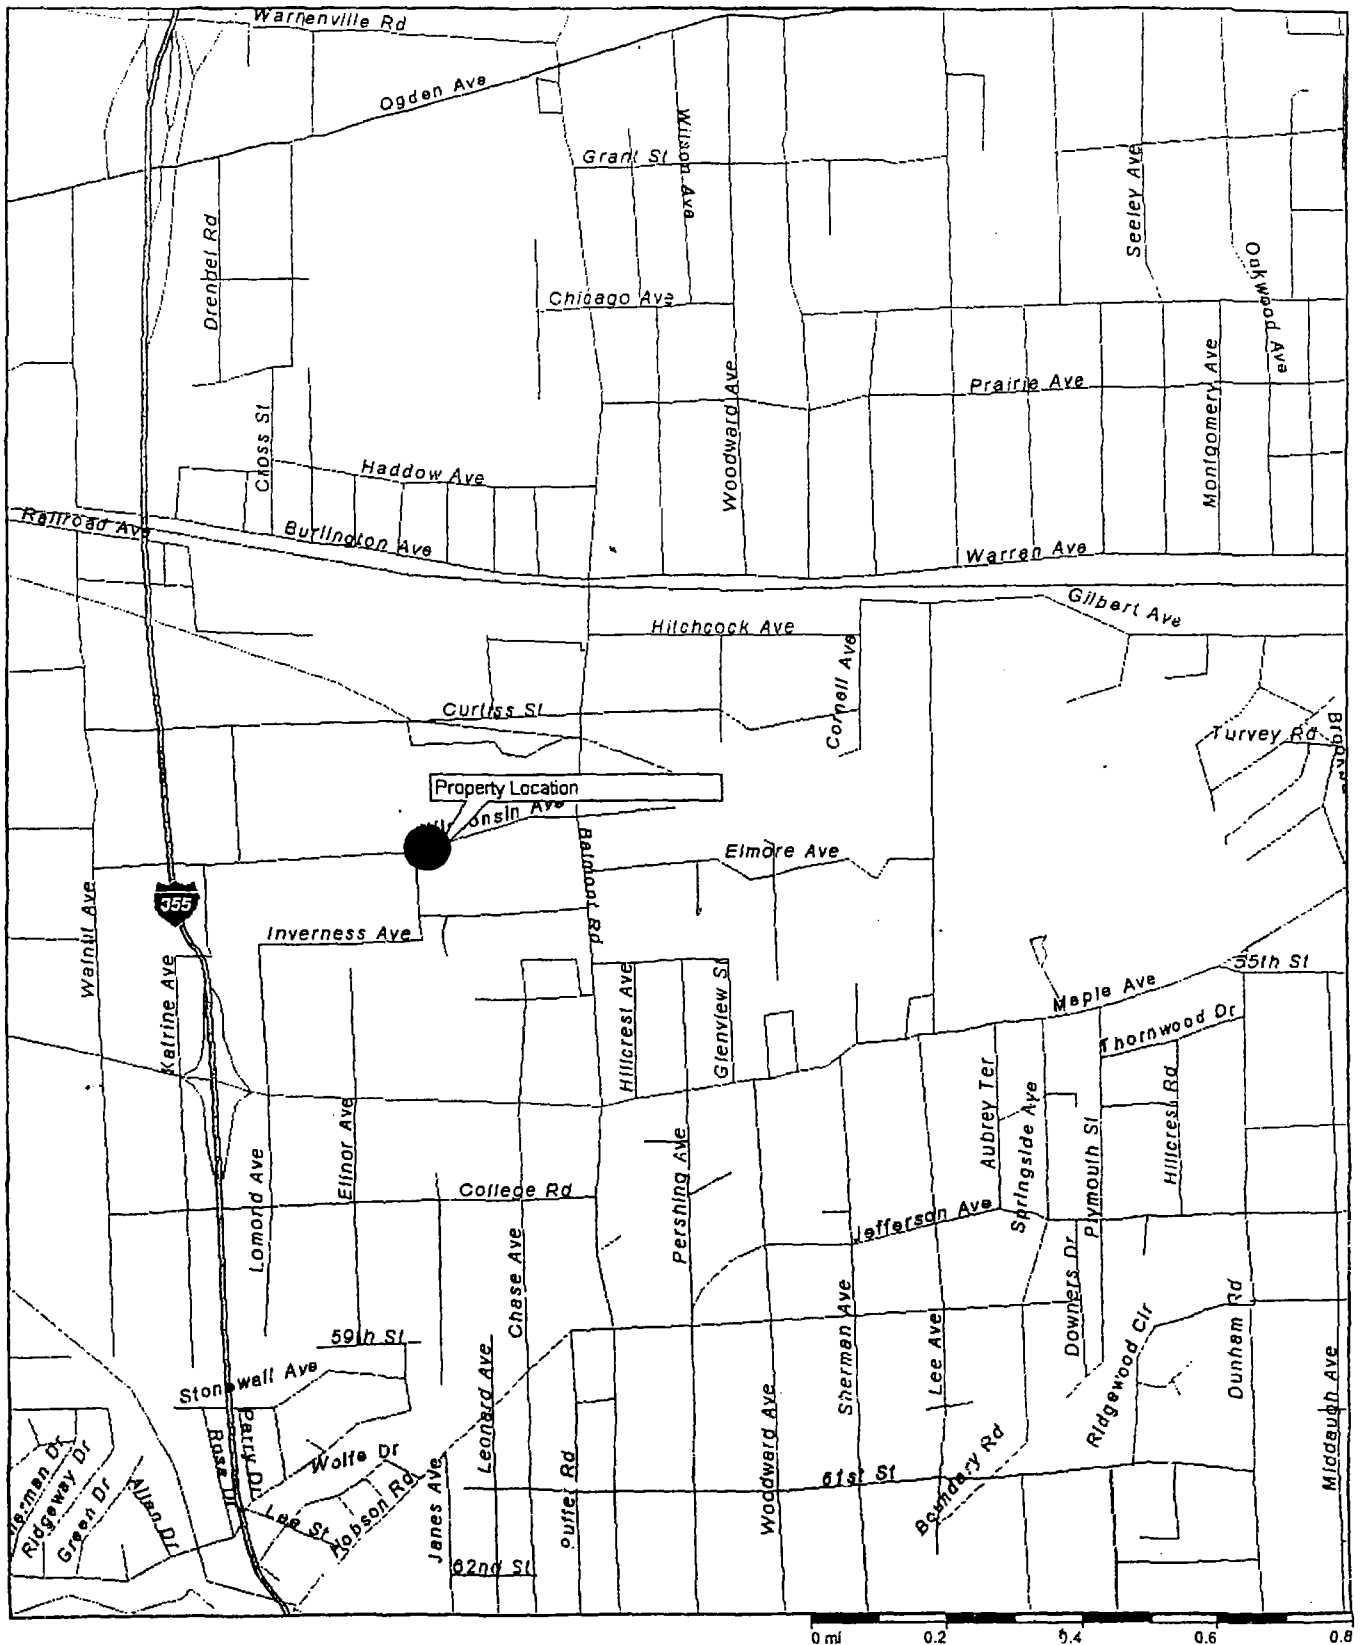 Warrenville Rd
Ogden Ave
Wilson Ave
Grant St
Seeley Ave
Drendel Rd
Oakwood Ave
Chicago Ave
Prairie Ave
Woodward Ave
Montgomery Ave
Cross St
Haddow Ave
Railroad Ave
Burlington Ave
Warren Ave
Gilbert Ave
Hitchcock Ave
Cornell Ave
Curtiss St
Turvey Rd
Property Location
Belmont Rd
Elmore Ave
355
Walnut Ave
Inverness Ave
55th St
Katrine Ave
Hillcrest Ave
Glenview St
Maple Ave
Thornwood Dr
Aubrey Ter
Springside Ave
Plymouth St
Hillcrest Rd
Elinor Ave
Lomond Ave
Pershing Ave
College Rd
Jefferson Ave
Chase Ave
Downers Dr
Sherman Ave
Lee Ave
Ridgewood Cir
Dunham Rd
Middaugh Ave
59th St
Stonewall Ave
Leonard Ave
Woodward Ave
Rose Dr
Perry Dr
Wolfe Dr
Hobson Rd
Lee St
Janes Ave
Puffer Rd
61st St
Boundary Rd
Ridgeway Dr
Green Dr
Allan Dr
62nd St
0 mi 0.2 0.4 0.6 0.8